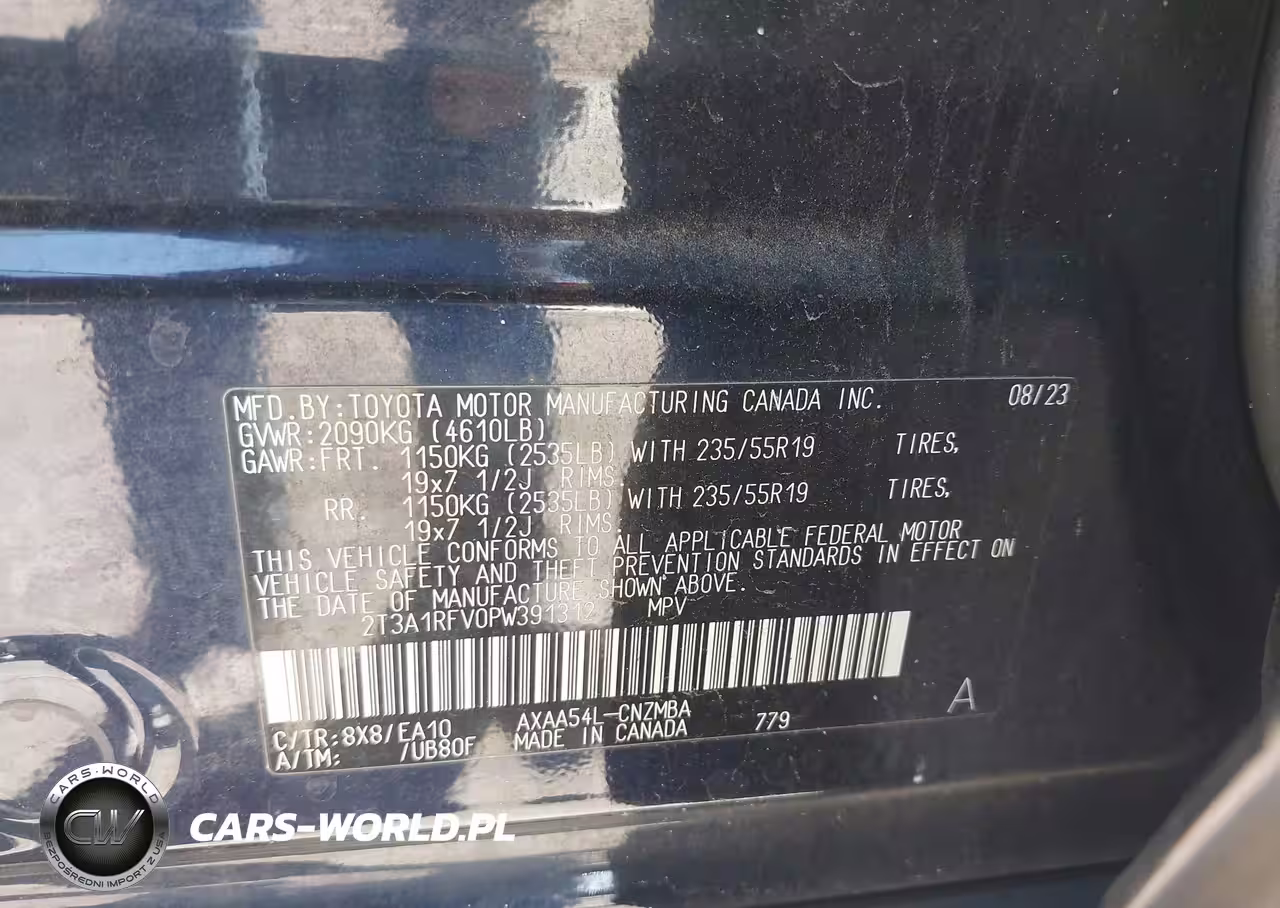 MFD.BY:TOYOTA MOTOR MANUFACTURING CANADA INC. 08/23
GVWR:2090KG (4610LB)
GAWR:FRT. 1150KG (2535LB) WITH 235/55R19 TIRES,
19x7 1/2J RIMS
RR. 1150KG (2535LB) WITH 235/55R19 TIRES,
19x7 1/2J RIMS.
THIS VEHICLE CONFORMS TO ALL APPLICABLE FEDERAL MOTOR
VEHICLE SAFETY AND THEFT PREVENTION STANDARDS IN EFFECT ON
THE DATE OF MANUFACTURE SHOWN ABOVE.
2T3A1RFV0PW391312 MPV
A
C/TR:8X8/EA10 AXAA54L-CNZMBA 779
A/TM: /UB80F MADE IN CANADA
CARS-WORLD
CW
BEZPOŚREDNI IMPORT Z USA
CARS-WORLD.PL